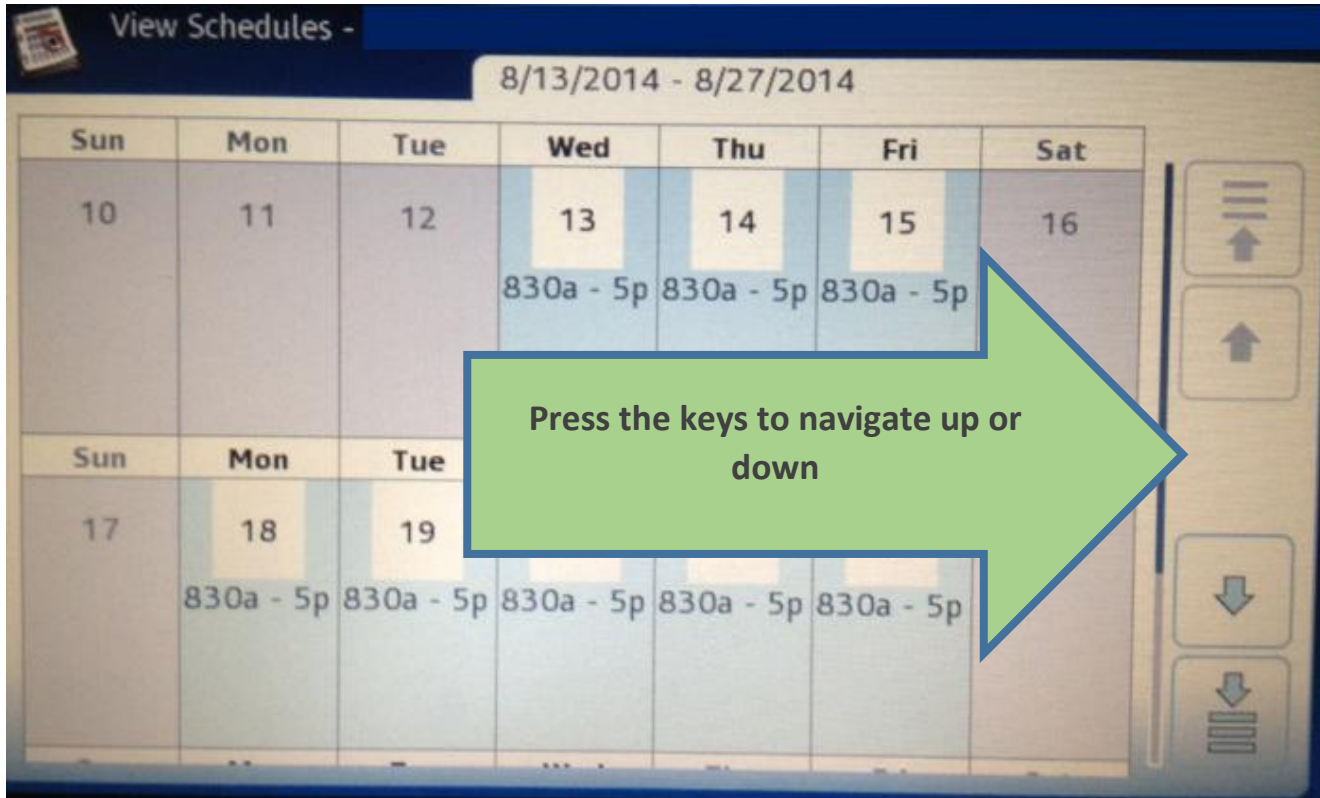 View Schedules -
8/13/2014 - 8/27/2014
Sun Mon Tue Wed Thu Fri Sat
10 11 12 13 14 15 16
830a - 5p 830a - 5p 830a - 5p
Press the keys to navigate up or
down
Sun Mon Tue
17 18 19
830a - 5p 830a - 5p 830a - 5p 830a - 5p 830a - 5p